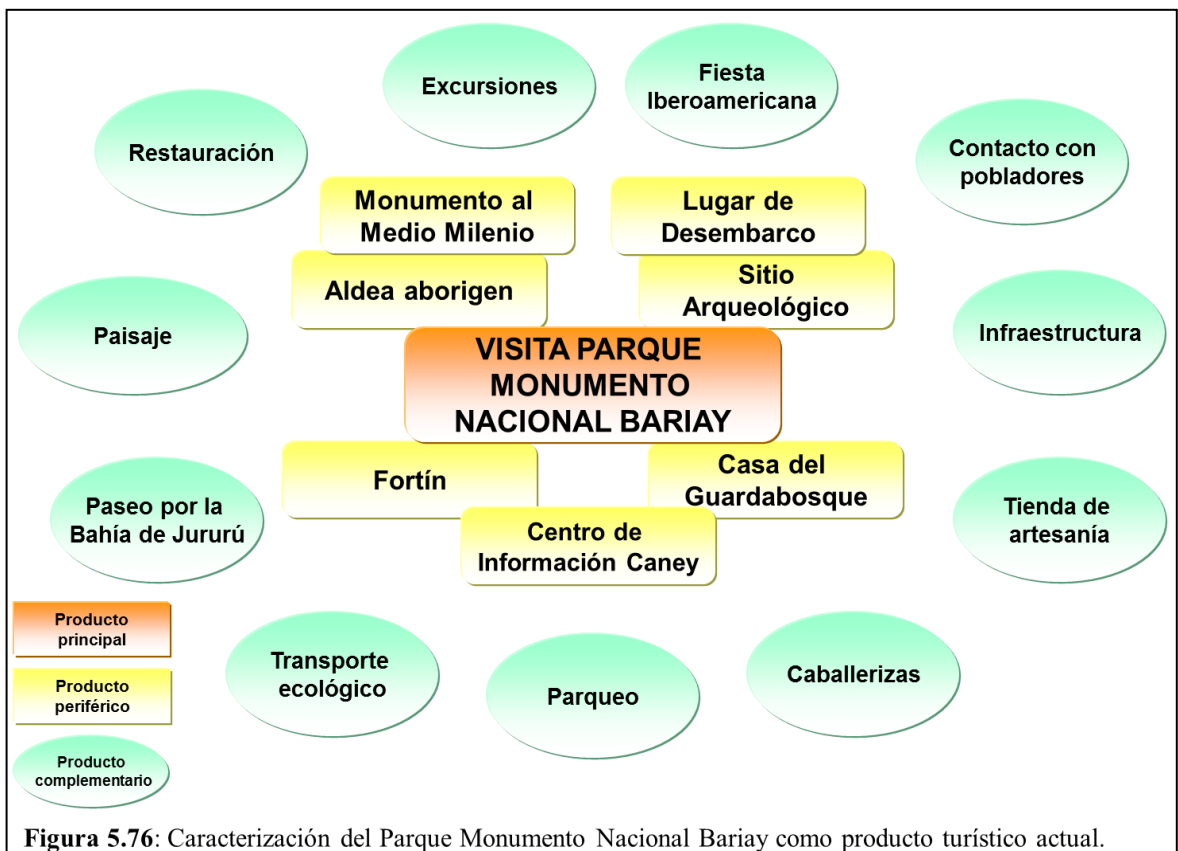 Excursiones
Fiesta
Iberoamericana
Restauración
Contacto con
pobladores
Monumento al
Medio Milenio
Lugar de
Desembarco
Aldea aborigen
Sitio
Arqueológico
Paisaje
Infraestructura
VISITA PARQUE
MONUMENTO
NACIONAL BARIAY
Fortín
Casa del
Guardabosque
Paseo por la
Bahía de Jururú
Tienda de
artesanía
Centro de
Información Caney
Producto
principal
Producto
periférico
Producto
complementario
Transporte
ecológico
Parqueo
Caballerizas
Figura 5.76: Caracterización del Parque Monumento Nacional Bariay como producto turístico actual.